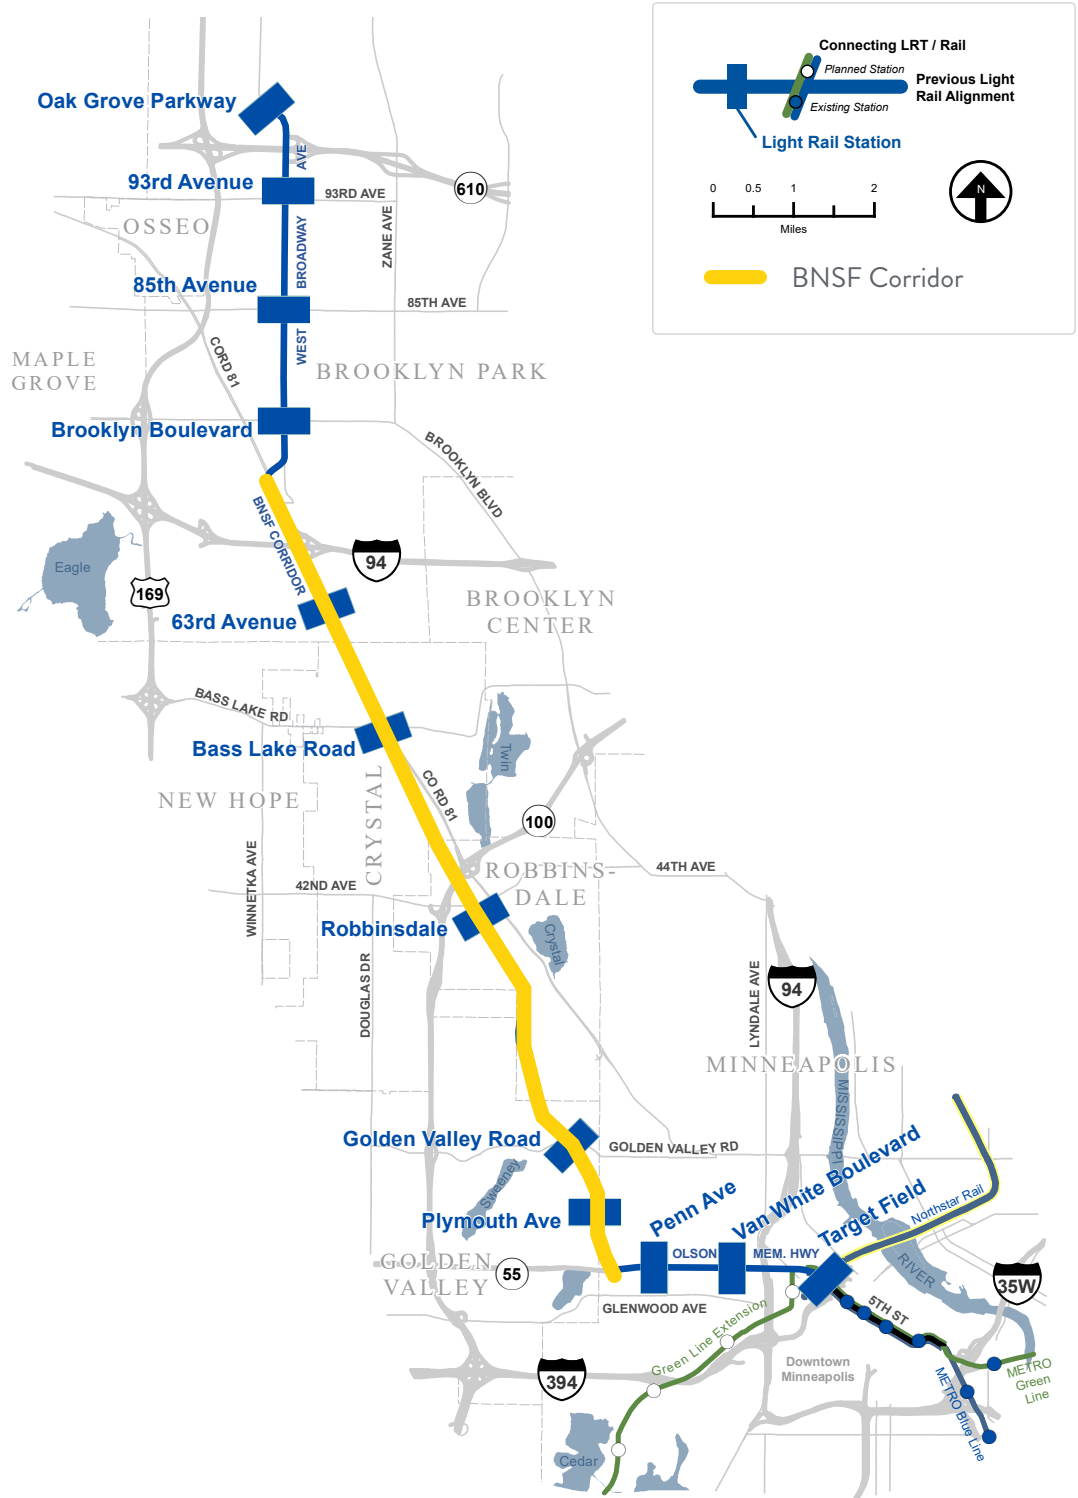 Connecting LRT / Rail
Planned Station
Previous Light
Rail Alignment
Existing Station
Light Rail Station
0 0.5 1 2
Miles
N
BNSF Corridor
Oak Grove Parkway
AVE
93rd Avenue
93RD AVE
610
OSSEO
ZANE AVE
BROADWAY
85th Avenue
85TH AVE
WEST
MAPLE
GROVE
CORD 81
BROOKLYN PARK
Brooklyn Boulevard
BROOKLYN BLVD
BNSF CORRIDOR
94
Eagle
169
BROOKLYN
CENTER
63rd Avenue
BASS LAKE RD
Bass Lake Road
Twin
NEW HOPE
CRYSTAL
CO RD 81
100
WINNETKA AVE
42ND AVE
ROBBINS-
DALE
44TH AVE
Robbinsdale
Crystal
DOUGLAS DR
LYNDALE AVE
94
MINNEAPOLIS
MISSISSIPPI
Golden Valley Road
GOLDEN VALLEY RD
Sweeney
Plymouth Ave
Penn Ave
Van White Boulevard
Target Field
Northstar Rail
GOLDEN
VALLEY
55
OLSON
MEM. HWY
RIVER
35W
GLENWOOD AVE
5TH ST
Green Line Extension
Downtown
Minneapolis
METRO
Green
Line
METRO Blue Line
394
Cedar